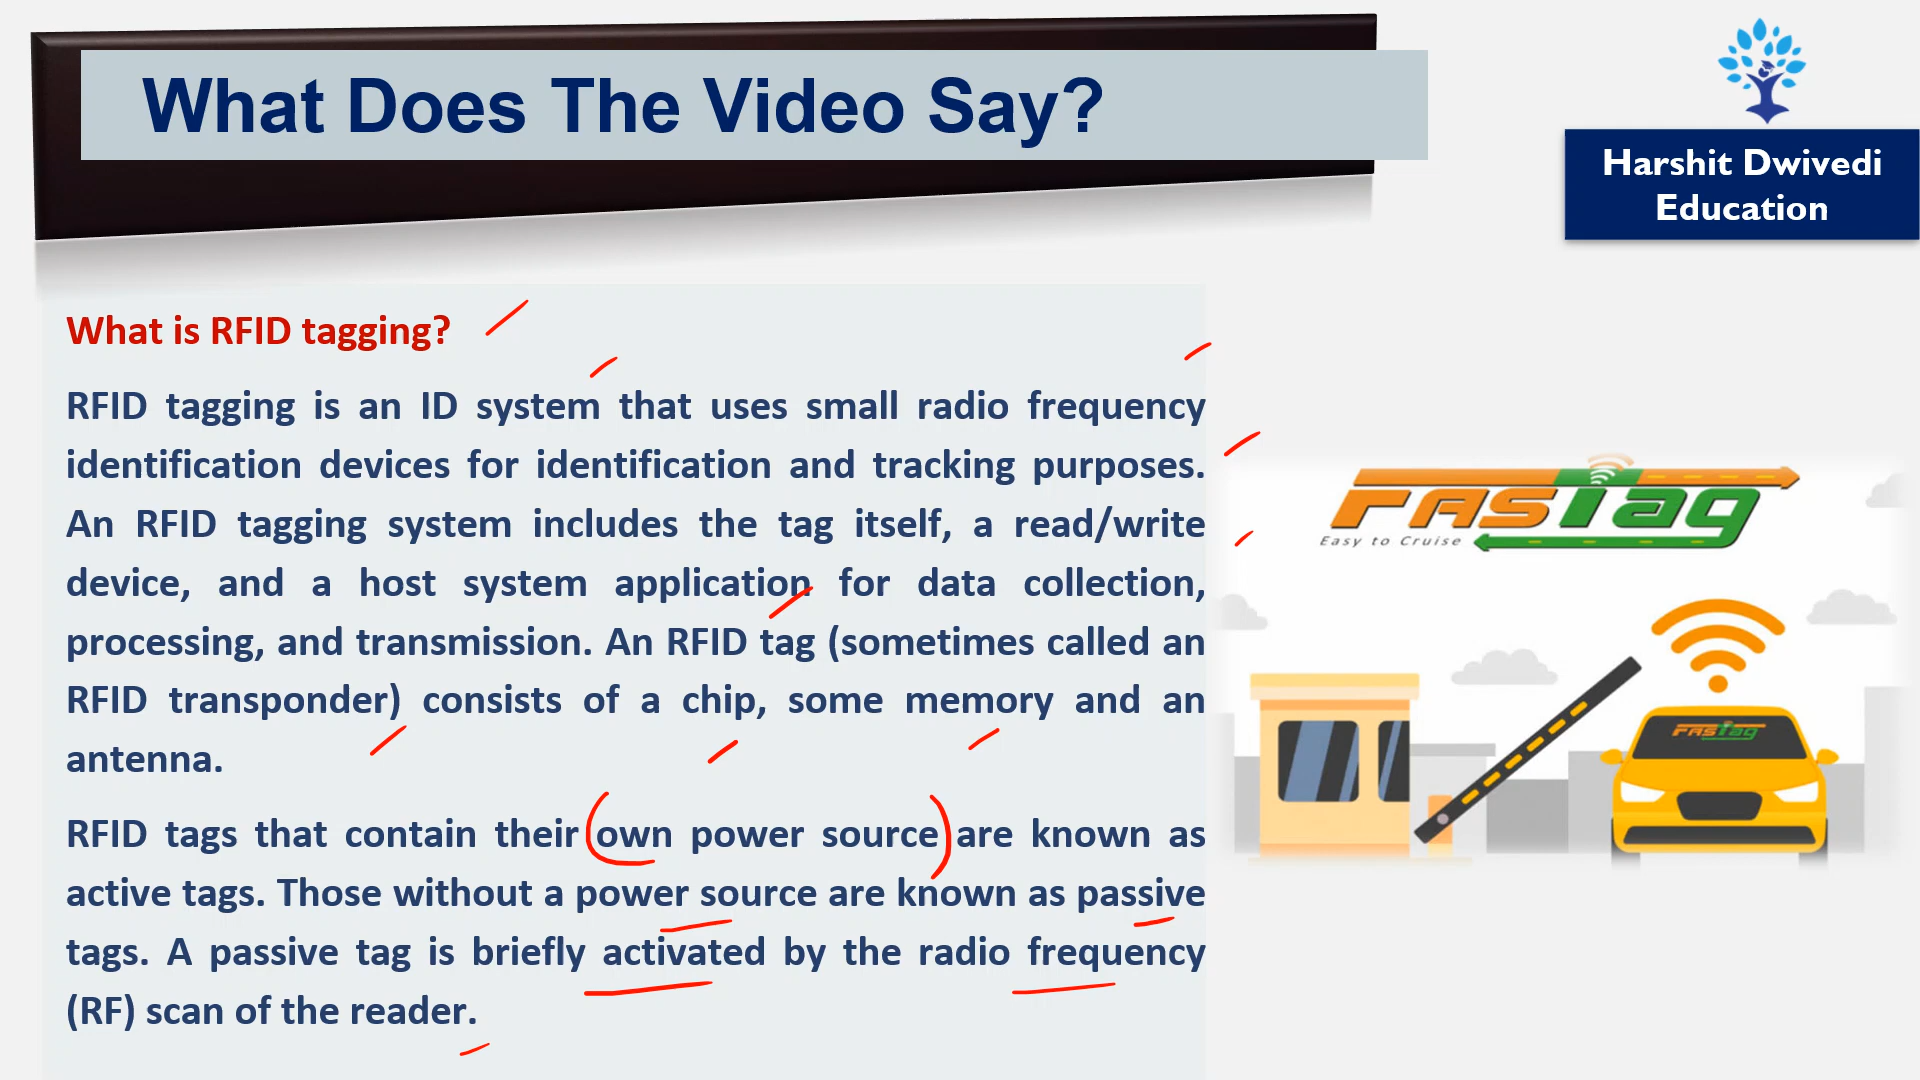 What Does The Video Say?
Harshit Dwivedi
Education
What is RFID tagging?
RFID tagging is an ID system that uses small radio frequency
identification devices for identification and tracking purposes.
An RFID tagging system includes the tag itself, a read/write
device, and a host system application for data collection,
processing, and transmission. An RFID tag (sometimes called an
RFID transponder) consists of a chip, some memory and an
antenna.
RFID tags that contain their own power source are known as
active tags. Those without a power source are known as passive
tags. A passive tag is briefly activated by the radio frequency
(RF) scan of the reader.
FASTag
Easy to Cruise
FASTag